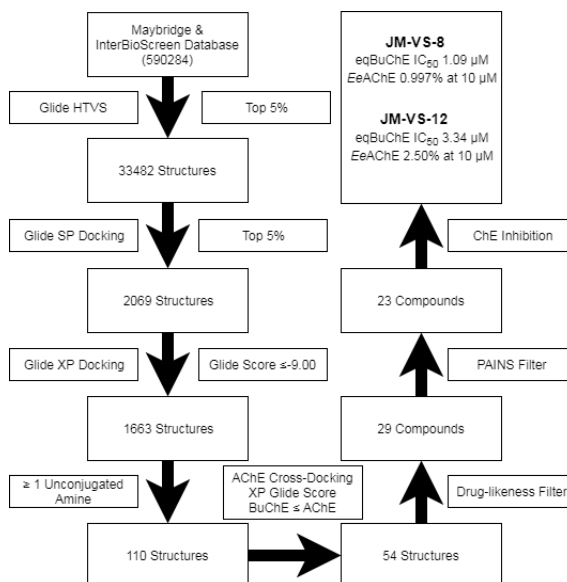 Maybridge &
InterBioScreen Database
(590284)
Glide HTVS
Top 5%
33482 Structures
Glide SP Docking
Top 5%
2069 Structures
Glide XP Docking
Glide Score ≤-9.00
1663 Structures
≥ 1 Unconjugated
Amine
110 Structures
AChE Cross-Docking
XP Glide Score
BuChE ≤ AChE
54 Structures
Drug-likeness Filter
29 Compounds
PAINS Filter
23 Compounds
ChE Inhibition
JM-VS-8
eqBuChE IC50 1.09 µM
EeAChE 0.997% at 10 µM
JM-VS-12
eqBuChE IC50 3.34 µM
EeAChE 2.50% at 10 µM